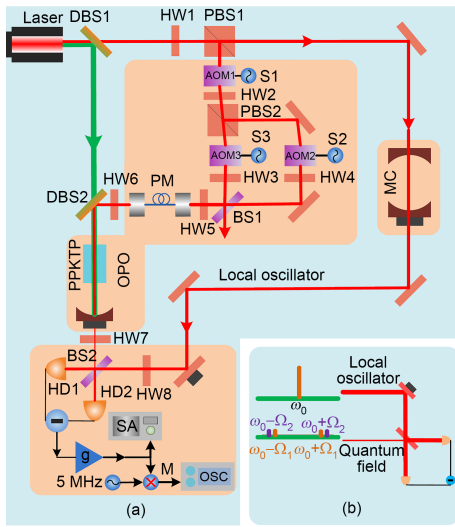 Laser
DBS1
HW1
PBS1
AOM1
S1
HW2
PBS2
S3
S2
AOM3
AOM2
HW3
HW4
HW6
PM
DBS2
HW5
BS1
MC
PPKTP
OPO
Local oscillator
HW7
BS2
HD1
HD2
HW8
SA
g
5 MHz
M
OSC
(a)
Local
oscillator
ω₀
ω₀−Ω₂ ω₀+Ω₂
ω₀−Ω₁ ω₀+Ω₁
Quantum
field
(b)